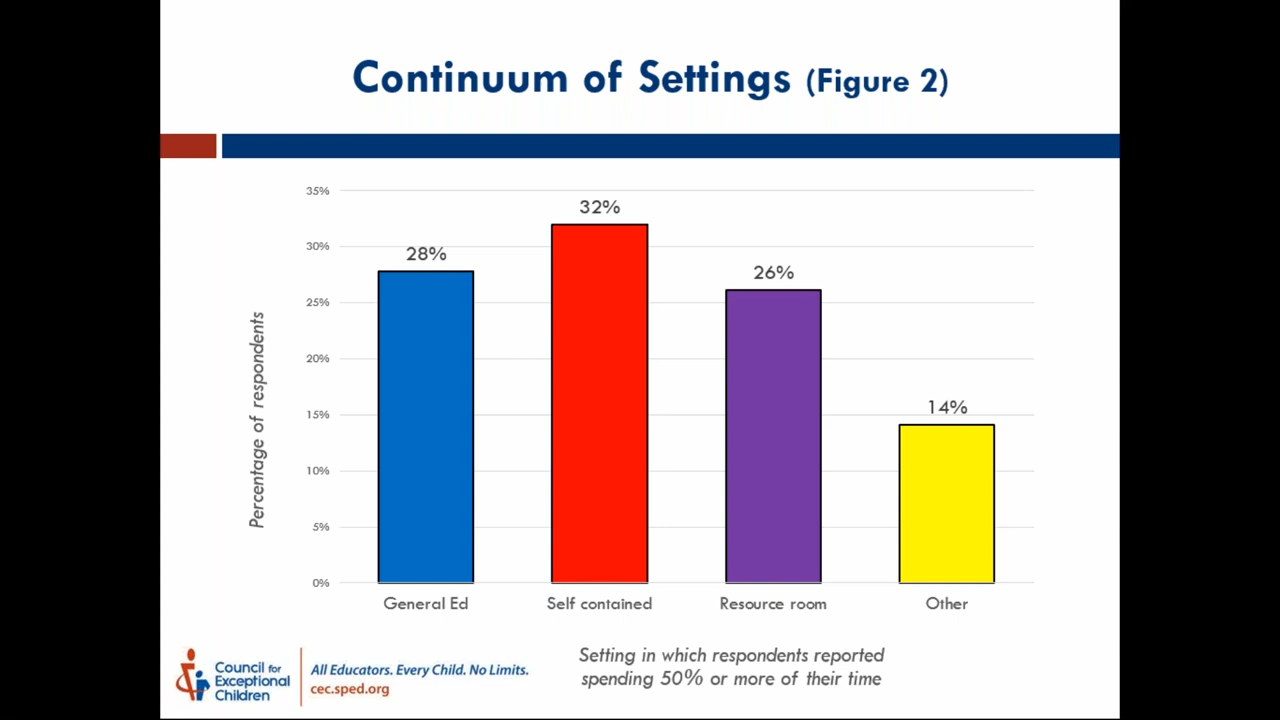 Continuum of Settings (Figure 2)
35%
30%
25%
20%
15%
10%
5%
0%
Percentage of respondents
28%
32%
26%
14%
General Ed
Self contained
Resource room
Other
Setting in which respondents reported
spending 50% or more of their time
Council for
Exceptional
Children
All Educators. Every Child. No Limits.
cec.sped.org